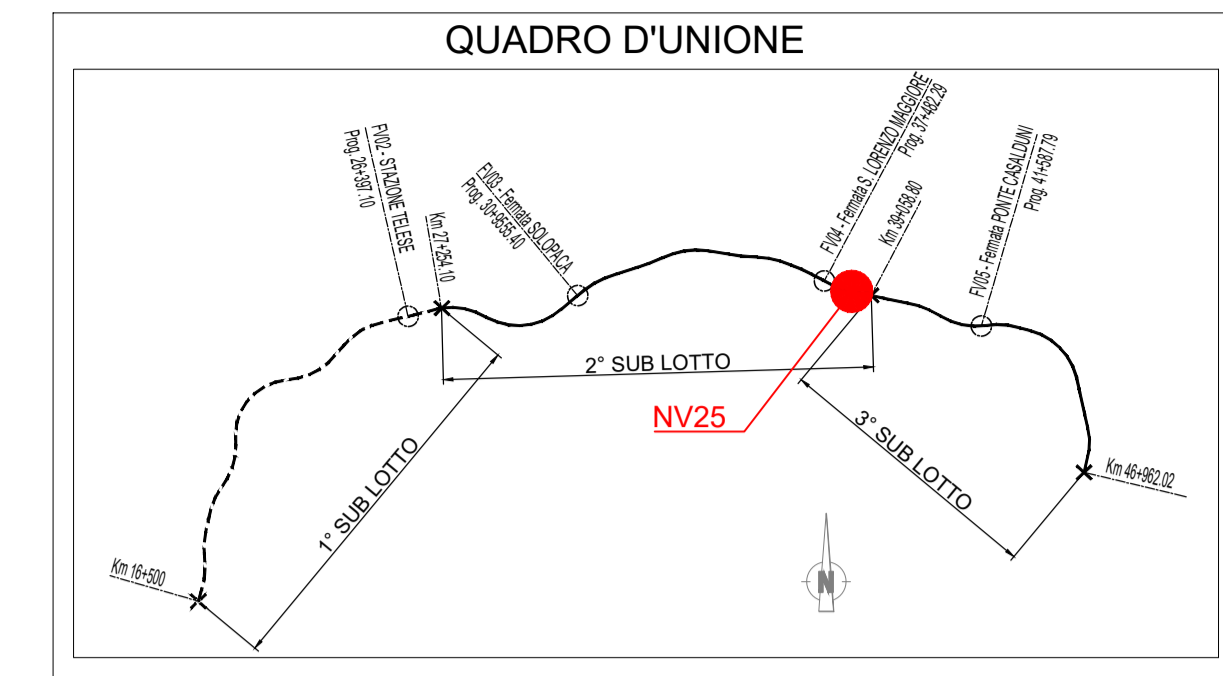 QUADRO D'UNIONE
FV02 - STAZIONE TELESE
Prog. 26+397.10
Km 27+254.10
FV03 - Fermata SOLOPACA
Prog. 30+9555.40
FV04 - Fermata S. LORENZO MAGGIORE
Prog. 37+482.29
Km 39+058.80
FV05 - Fermata PONTE CASALDUNI
Prog. 41+587.79
2° SUB LOTTO
NV25
1° SUB LOTTO
3° SUB LOTTO
Km 46+962.02
Km 16+500
N